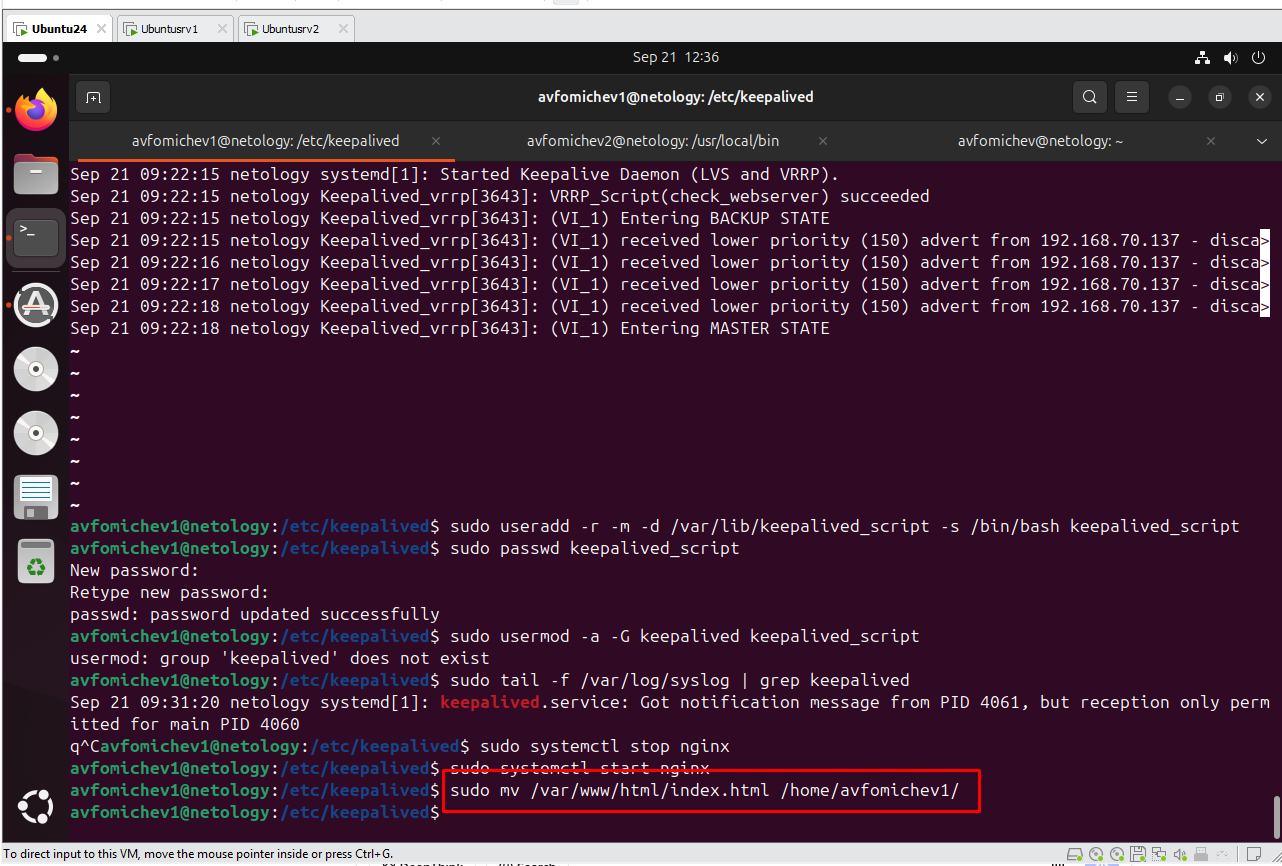 Ubuntu24
Ubuntusrv1
Ubuntusrv2
Sep 21 12:36
avfomichev1@netology: /etc/keepalived
avfomichev1@netology: /etc/keepalived
avfomichev2@netology: /usr/local/bin
avfomichev@netology: ~
Sep 21 09:22:15 netology systemd[1]: Started Keepalive Daemon (LVS and VRRP).
Sep 21 09:22:15 netology Keepalived_vrrp[3643]: VRRP_Script(check_webserver) succeeded
Sep 21 09:22:15 netology Keepalived_vrrp[3643]: (VI_1) Entering BACKUP STATE
Sep 21 09:22:15 netology Keepalived_vrrp[3643]: (VI_1) received lower priority (150) advert from 192.168.70.137 - disca>
Sep 21 09:22:16 netology Keepalived_vrrp[3643]: (VI_1) received lower priority (150) advert from 192.168.70.137 - disca>
Sep 21 09:22:17 netology Keepalived_vrrp[3643]: (VI_1) received lower priority (150) advert from 192.168.70.137 - disca>
Sep 21 09:22:18 netology Keepalived_vrrp[3643]: (VI_1) received lower priority (150) advert from 192.168.70.137 - disca>
Sep 21 09:22:18 netology Keepalived_vrrp[3643]: (VI_1) Entering MASTER STATE
~
~
~
~
~
~
~
~
avfomichev1@netology:/etc/keepalived$ sudo useradd -r -m -d /var/lib/keepalived_script -s /bin/bash keepalived_script
avfomichev1@netology:/etc/keepalived$ sudo passwd keepalived_script
New password:
Retype new password:
passwd: password updated successfully
avfomichev1@netology:/etc/keepalived$ sudo usermod -a -G keepalived keepalived_script
usermod: group 'keepalived' does not exist
avfomichev1@netology:/etc/keepalived$ sudo tail -f /var/log/syslog | grep keepalived
Sep 21 09:31:20 netology systemd[1]: keepalived.service: Got notification message from PID 4061, but reception only perm
itted for main PID 4060
q^Cavfomichev1@netology:/etc/keepalived$ sudo systemctl stop nginx
avfomichev1@netology:/etc/keepalived$ sudo systemctl start nginx
avfomichev1@netology:/etc/keepalived$ sudo mv /var/www/html/index.html /home/avfomichev1/
avfomichev1@netology:/etc/keepalived$
To direct input to this VM, move the mouse pointer inside or press Ctrl+G.